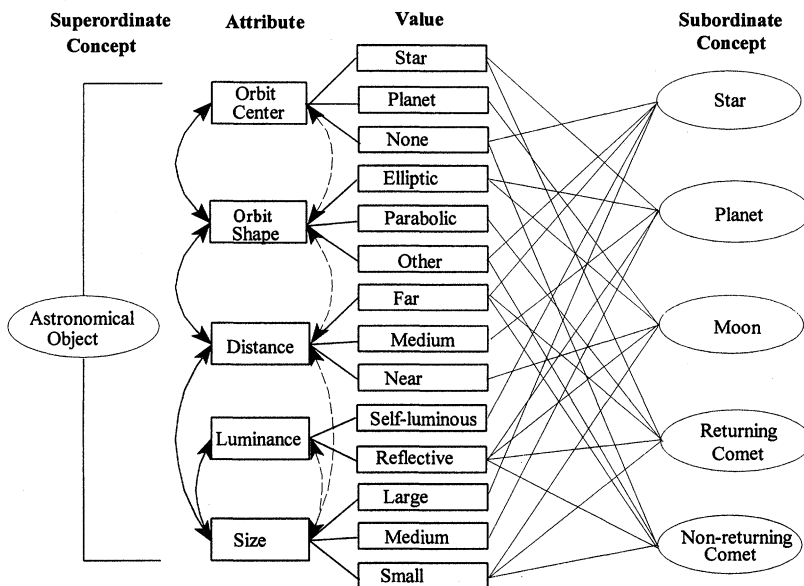 Superordinate
Concept
Attribute
Value
Subordinate
Concept
Astronomical
Object
Orbit
Center
Orbit
Shape
Distance
Luminance
Size
Star
Planet
None
Elliptic
Parabolic
Other
Far
Medium
Near
Self-luminous
Reflective
Large
Medium
Small
Star
Planet
Moon
Returning
Comet
Non-returning
Comet